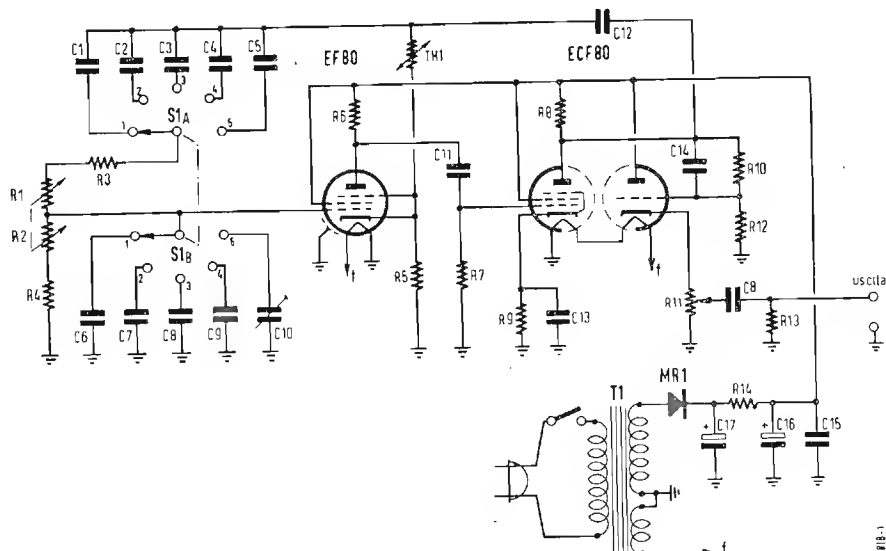 C1
C2
C3
C4
C5
C12
EF80
ECF80
TH1
2
3
4
S1A
1
5
R6
R8
C11
C14
R10
R3
R1
R2
R12
1
S1B
6
2
3
4
R4
R5
R7
R11
C8
uscita
C6
C7
C8
C9
C10
f
R9
C13
f
R13
T1
MR1
R14
+
C17
+
C16
C15
f